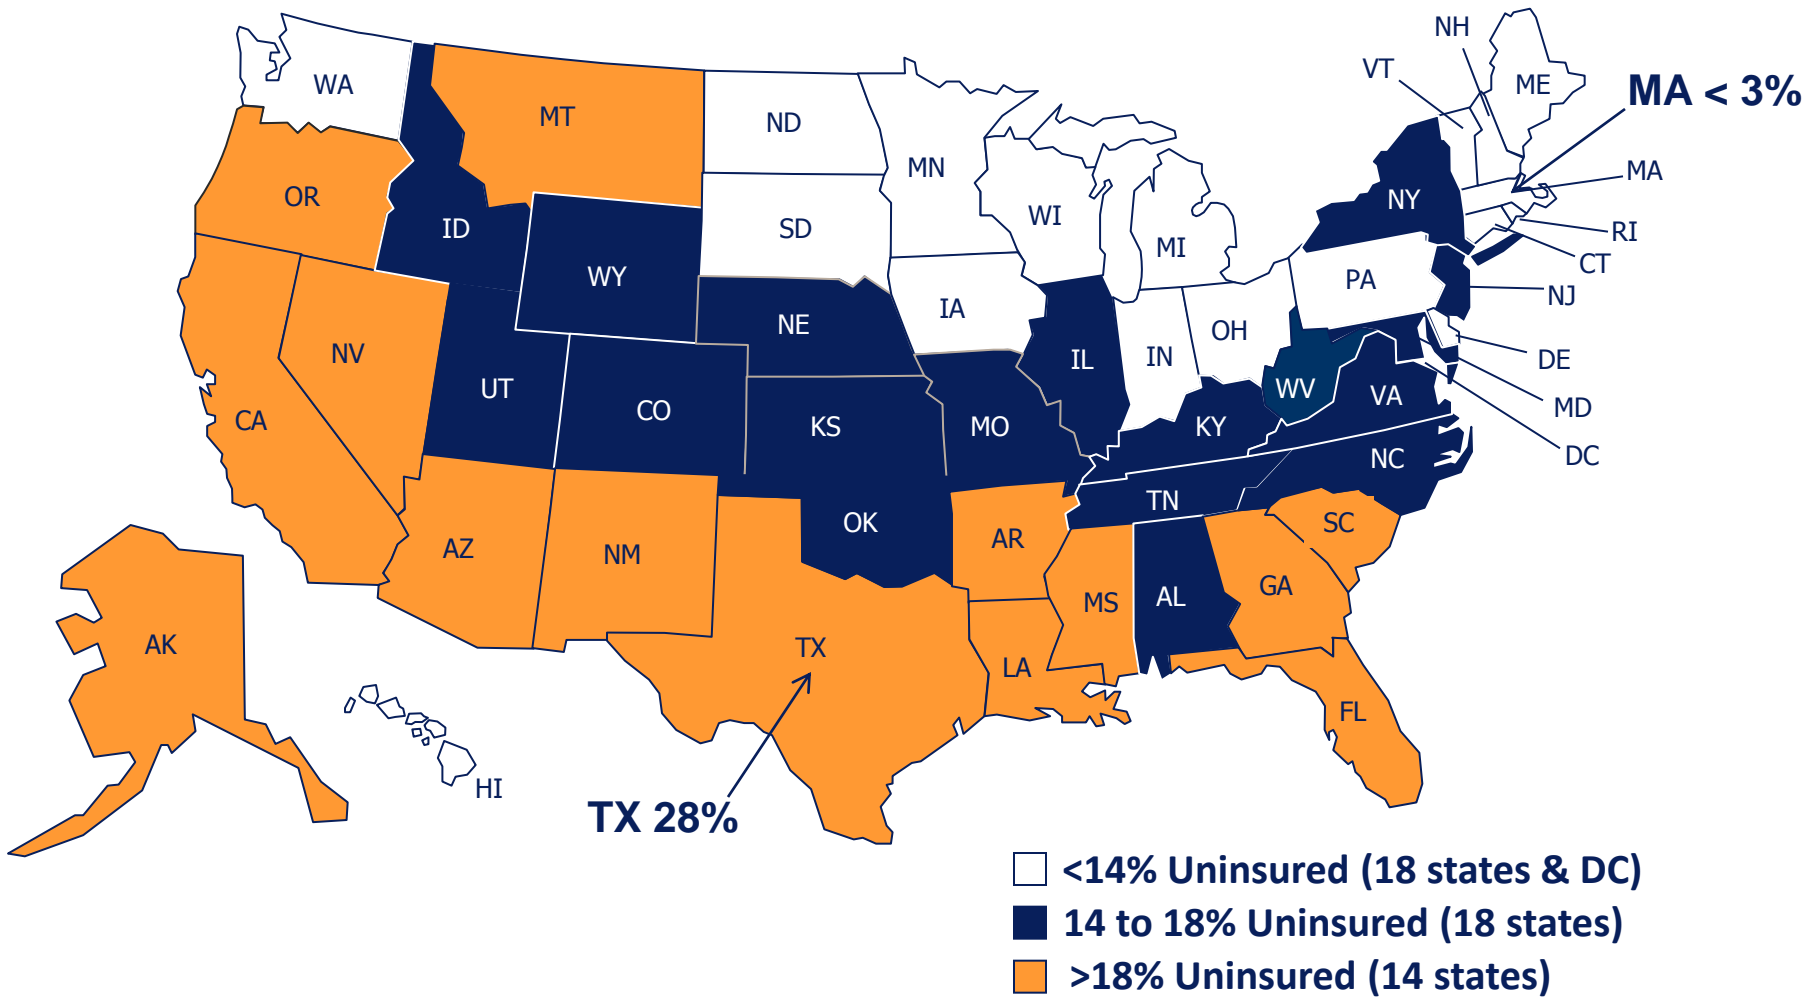 NH
VT
ME
MA < 3%
WA
MT
ND
MN
OR
ID
SD
WI
MI
NY
MA
RI
CT
WY
NE
IA
PA
NJ
NV
UT
CO
IL
IN
OH
DE
CA
KS
MO
KY
WV
VA
MD
DC
NC
AZ
NM
OK
AR
TN
SC
AK
TX
LA
MS
AL
GA
FL
HI
TX 28%
<14% Uninsured (18 states & DC)
14 to 18% Uninsured (18 states)
>18% Uninsured (14 states)